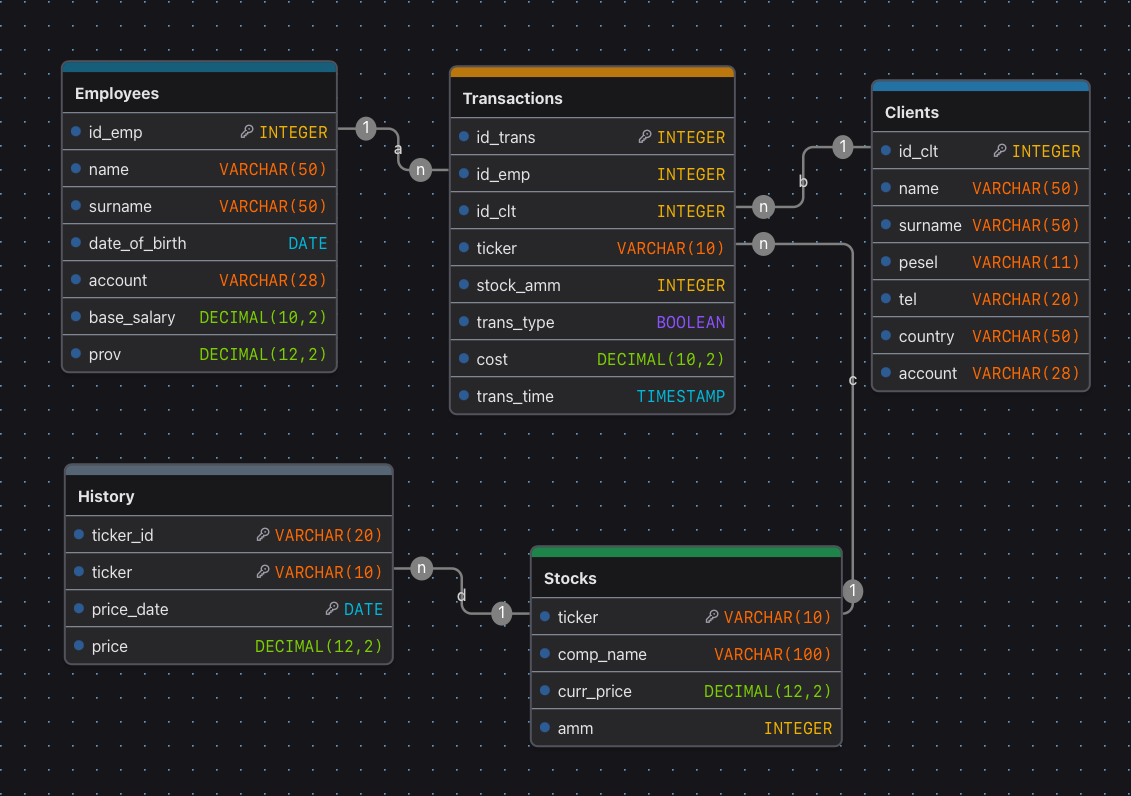 Employees
id_emp INTEGER
name VARCHAR(50)
surname VARCHAR(50)
date_of_birth DATE
account VARCHAR(28)
base_salary DECIMAL(10,2)
prov DECIMAL(12,2)
1
a
n
Transactions
id_trans INTEGER
id_emp INTEGER
id_clt INTEGER
ticker VARCHAR(10)
stock_amm INTEGER
trans_type BOOLEAN
cost DECIMAL(10,2)
trans_time TIMESTAMP
1
b
n
n
c
1
Clients
id_clt INTEGER
name VARCHAR(50)
surname VARCHAR(50)
pesel VARCHAR(11)
tel VARCHAR(20)
country VARCHAR(50)
account VARCHAR(28)
History
ticker_id VARCHAR(20)
ticker VARCHAR(10)
price_date DATE
price DECIMAL(12,2)
n
d
1
Stocks
ticker VARCHAR(10)
comp_name VARCHAR(100)
curr_price DECIMAL(12,2)
amm INTEGER